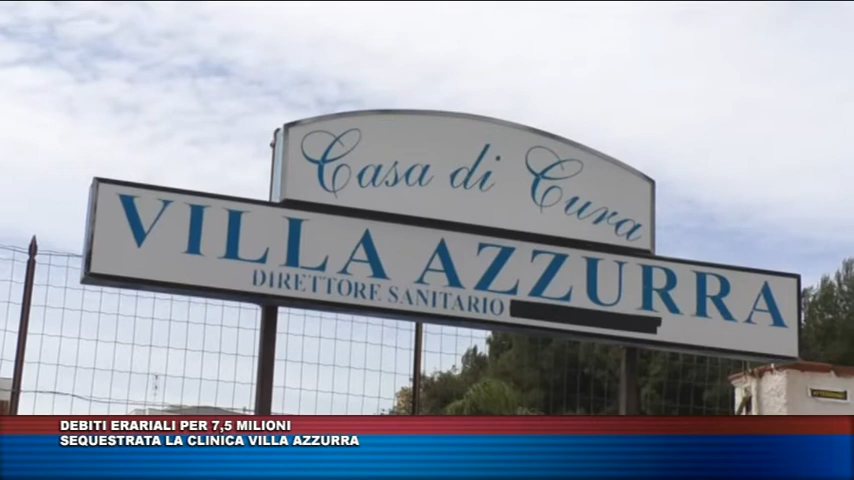 Casa di Cura
VILLA AZZURRA
DIRETTORE SANITARIO
DEBITI ERARIALI PER 7,5 MILIONI
SEQUESTRATA LA CLINICA VILLA AZZURRA